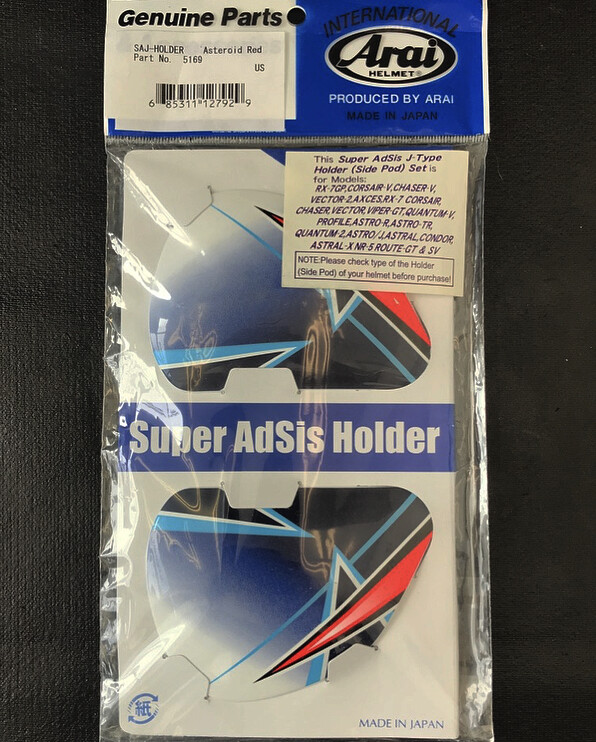 Genuine Parts
SAJ-HOLDER Asteroid Red
Part No. 5169
US
6 85311 12792 9
INTERNATIONAL
Arai
HELMET
PRODUCED BY ARAI
MADE IN JAPAN
This Super AdSis J-Type
Holder (Side Pod) Set is
for Models:
RX-7GP,CORSAIR-V,CHASER-V,
VECTOR-2,AXCES,RX-7 CORSAIR,
CHASER,VECTOR,VIPER-GT,QUANTUM-V,
PROFILE,ASTRO-R,ASTRO-TR,
QUANTUM-2,ASTRO/J,ASTRAL,CONDOR,
ASTRAL-X NR-5 ROUTE-GT & SV
NOTE:Please check type of the Holder
(Side Pod) of your helmet before purchase!
Super AdSis Holder
紙
MADE IN JAPAN